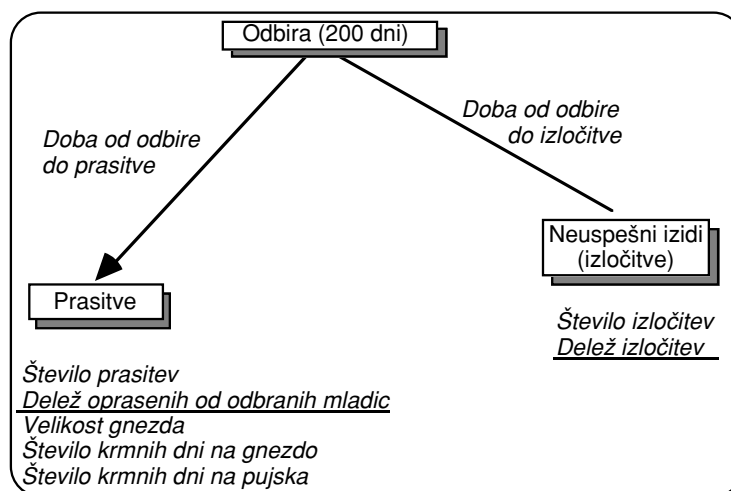 Odbira (200 dni)
Doba od odbire
do prasitve
Doba od odbire
do izločitve
Neuspešni izidi
(izločitve)
Prasitve
Število izločitev
Delež izločitev
Število prasitev
Delež oprasenih od odbranih mladic
Velikost gnezda
Število krmnih dni na gnezdo
Število krmnih dni na pujska